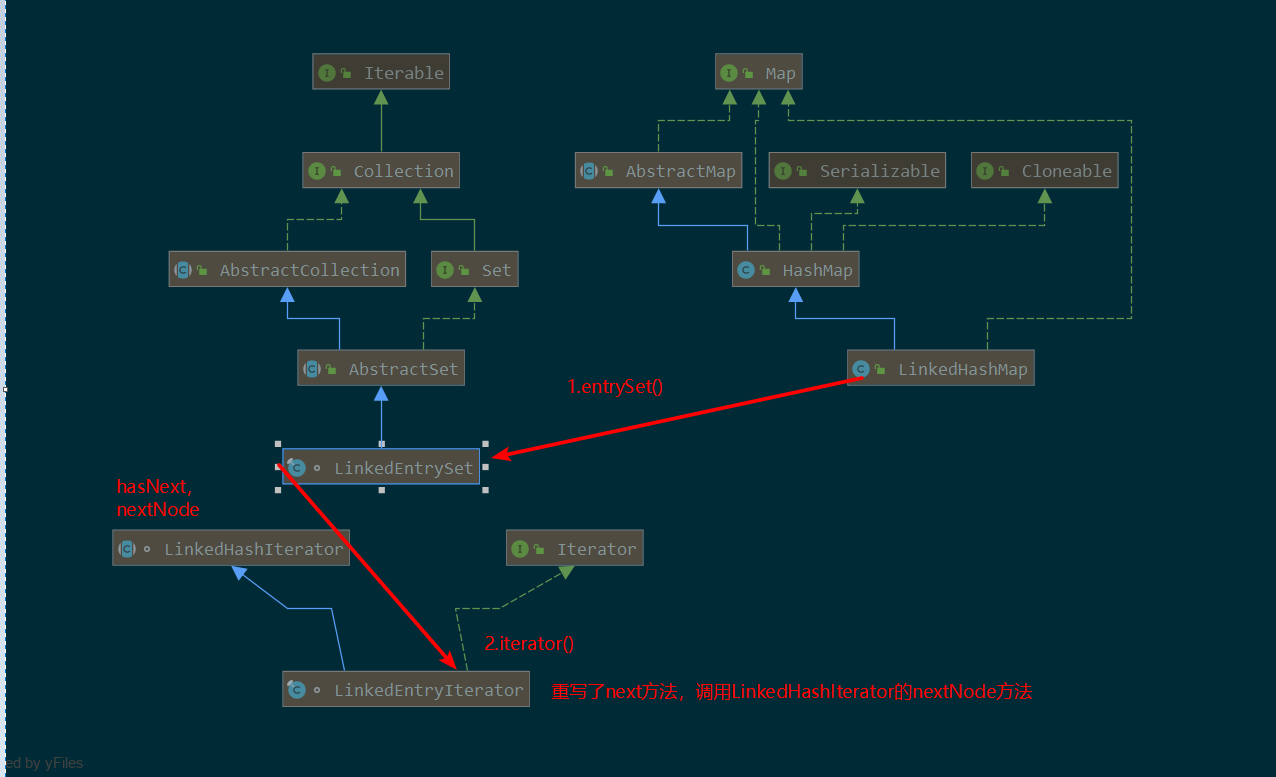 Iterable
Map
Collection
AbstractMap
Serializable
Cloneable
AbstractCollection
Set
HashMap
AbstractSet
LinkedHashMap
1.entrySet()
LinkedEntrySet
hasNext,
nextNode
LinkedHashIterator
Iterator
2.iterator()
LinkedEntryIterator
重写了next方法，调用LinkedHashIterator的nextNode方法
ed by yFiles